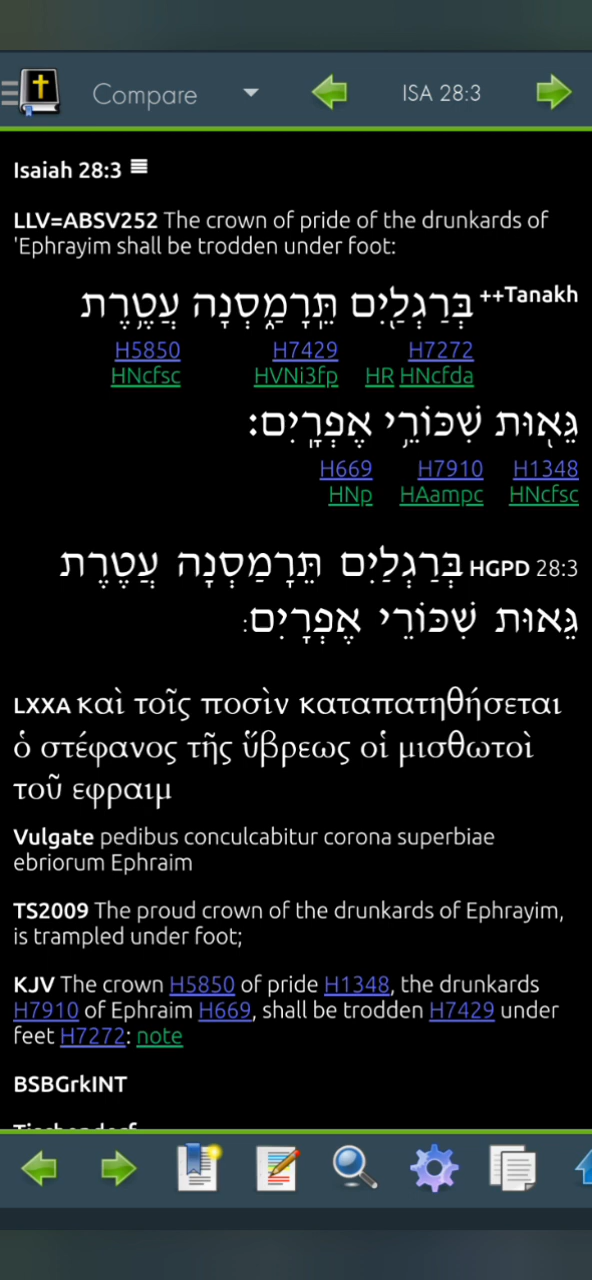 Compare
ISA 28:3
Isaiah 28:3
LLV=ABSV252 The crown of pride of the drunkards of
'Ephrayim shall be trodden under foot:
++Tanakh בְּרַגְלַ֖יִם תֵּֽרָמַ֑סְנָה עֲטֶ֥רֶת
H7272 H7429 H5850
HR HNcfda HVNi3fp HNcfsc
גֵּא֖וּת שִׁכּוֹרֵ֥י אֶפְרָֽיִם׃
H1348 H7910 H669
HNcfsc HAampc HNp
HGPD 28:3 בְּרַגְלַיִם תֵּרָמַסְנָה עֲטֶרֶת
גֵּאוּת שִׁכּוֹרֵי אֶפְרָיִם׃
LXXA καὶ τοῖς ποσὶν καταπατηθήσεται
ὁ στέφανος τῆς ὕβρεως οἱ μισθωτοὶ
τοῦ εφραιμ
Vulgate pedibus conculcabitur corona superbiae
ebriorum Ephraim
TS2009 The proud crown of the drunkards of Ephrayim,
is trampled under foot;
KJV The crown H5850 of pride H1348, the drunkards
H7910 of Ephraim H669, shall be trodden H7429 under
feet H7272: note
BSBGrkINT